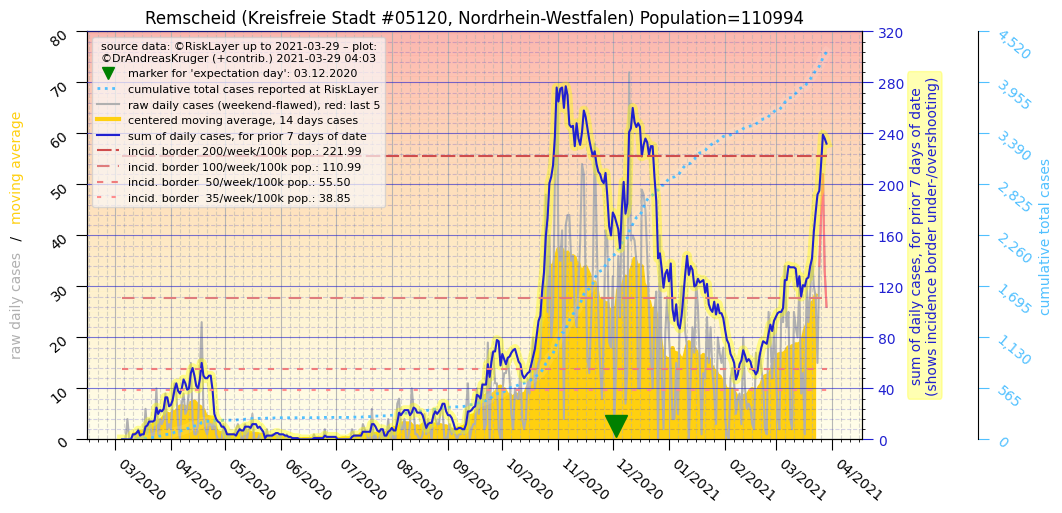 Remscheid (Kreisfreie Stadt #05120, Nordrhein-Westfalen) Population=110994
source data: ©RiskLayer up to 2021-03-29 – plot:
©DrAndreasKruger (+contrib.) 2021-03-29 04:03
marker for 'expectation day': 03.12.2020
cumulative total cases reported at RiskLayer
raw daily cases (weekend-flawed), red: last 5
centered moving average, 14 days cases
sum of daily cases, for prior 7 days of date
incid. border 200/week/100k pop.: 221.99
incid. border 100/week/100k pop.: 110.99
incid. border  50/week/100k pop.: 55.50
incid. border  35/week/100k pop.: 38.85
raw daily cases / moving average
80
70
60
50
40
30
20
10
0
03/2020
04/2020
05/2020
06/2020
07/2020
08/2020
09/2020
10/2020
11/2020
12/2020
01/2021
02/2021
03/2021
04/2021
320
280
240
200
160
120
80
40
0
sum of daily cases, for prior 7 days of date
(shows incidence border under-/overshooting)
4,520
3,955
3,390
2,825
2,260
1,695
1,130
565
0
cumulative total cases